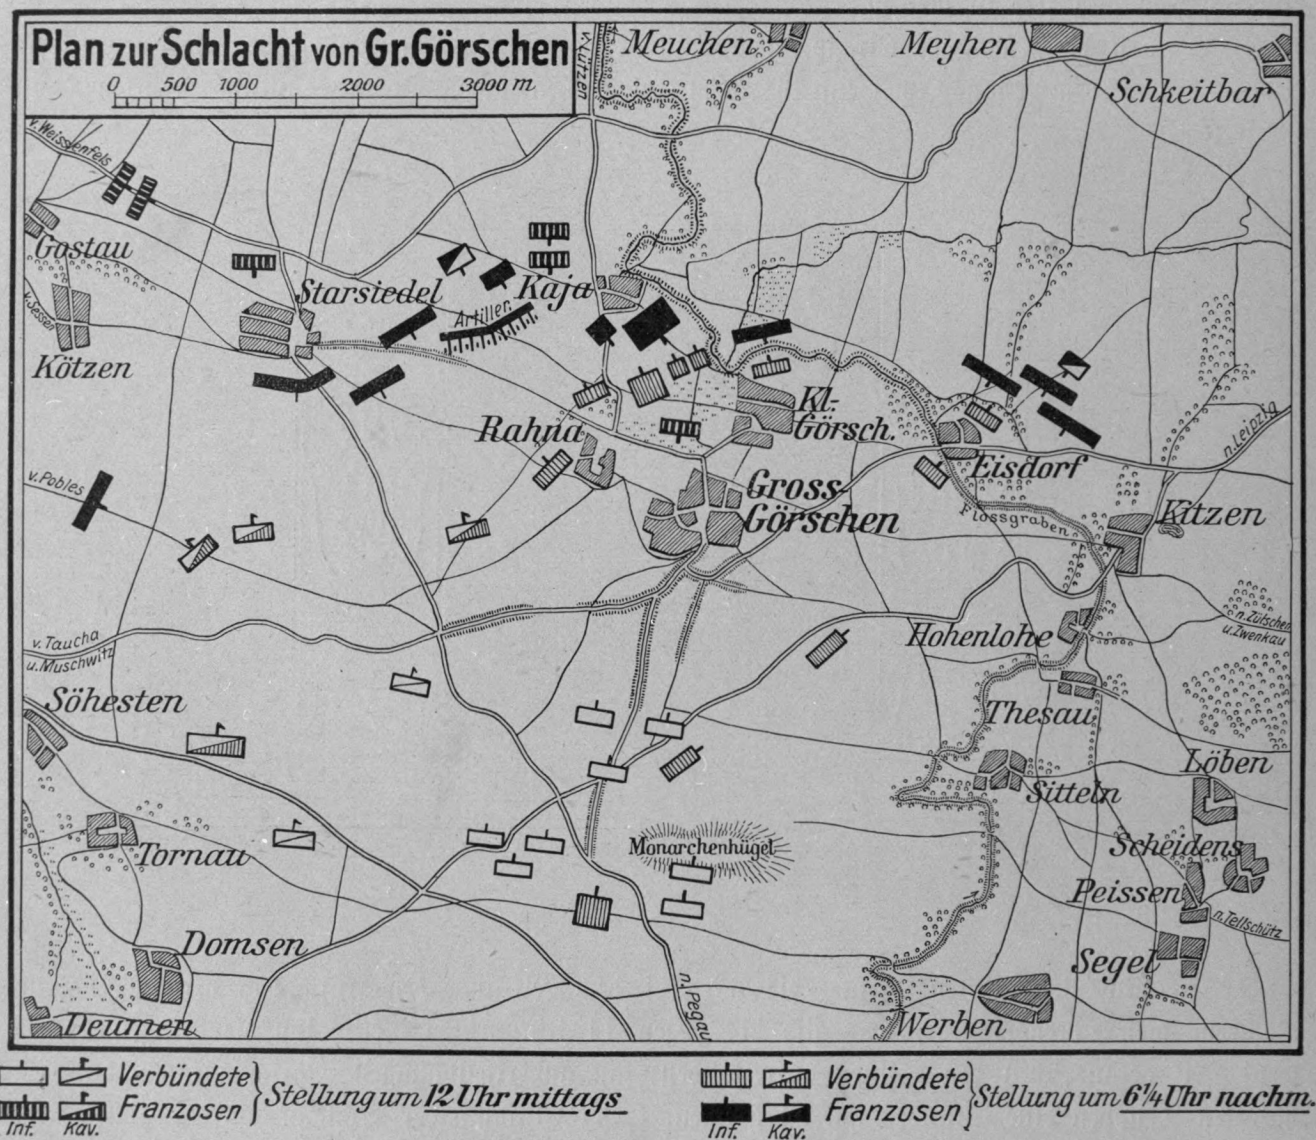 Plan zur Schlacht von Gr. Görschen
0 500 1000 2000 3000 m
v. Lützen
Meuchen
Meyhen
Schkeitbar
v. Weissenfels
Gostau
Starsiedel
Kaja
Artiller.
v. Sessen
Kötzen
Rahna
Kl.-
Görsch.
Eisdorf
n. Leipzig
v. Pobles
Gross-
Görschen
Flossgraben
Kitzen
v. Taucha
u. Muschwitz
Hohenlohe
n. Zitschen
u. Zwenkau
Söhesten
Thesau
Löben
Sitteln
Tornau
Monarchenhügel
Scheidens
Peissen
n. Tellschütz
Domsen
Segel
n. Pegau
Deumen
Werben
Verbündete
Franzosen
Stellung um 12 Uhr mittags
Inf. Kav.
Verbündete
Franzosen
Stellung um 6¼ Uhr nachm.
Inf. Kav.